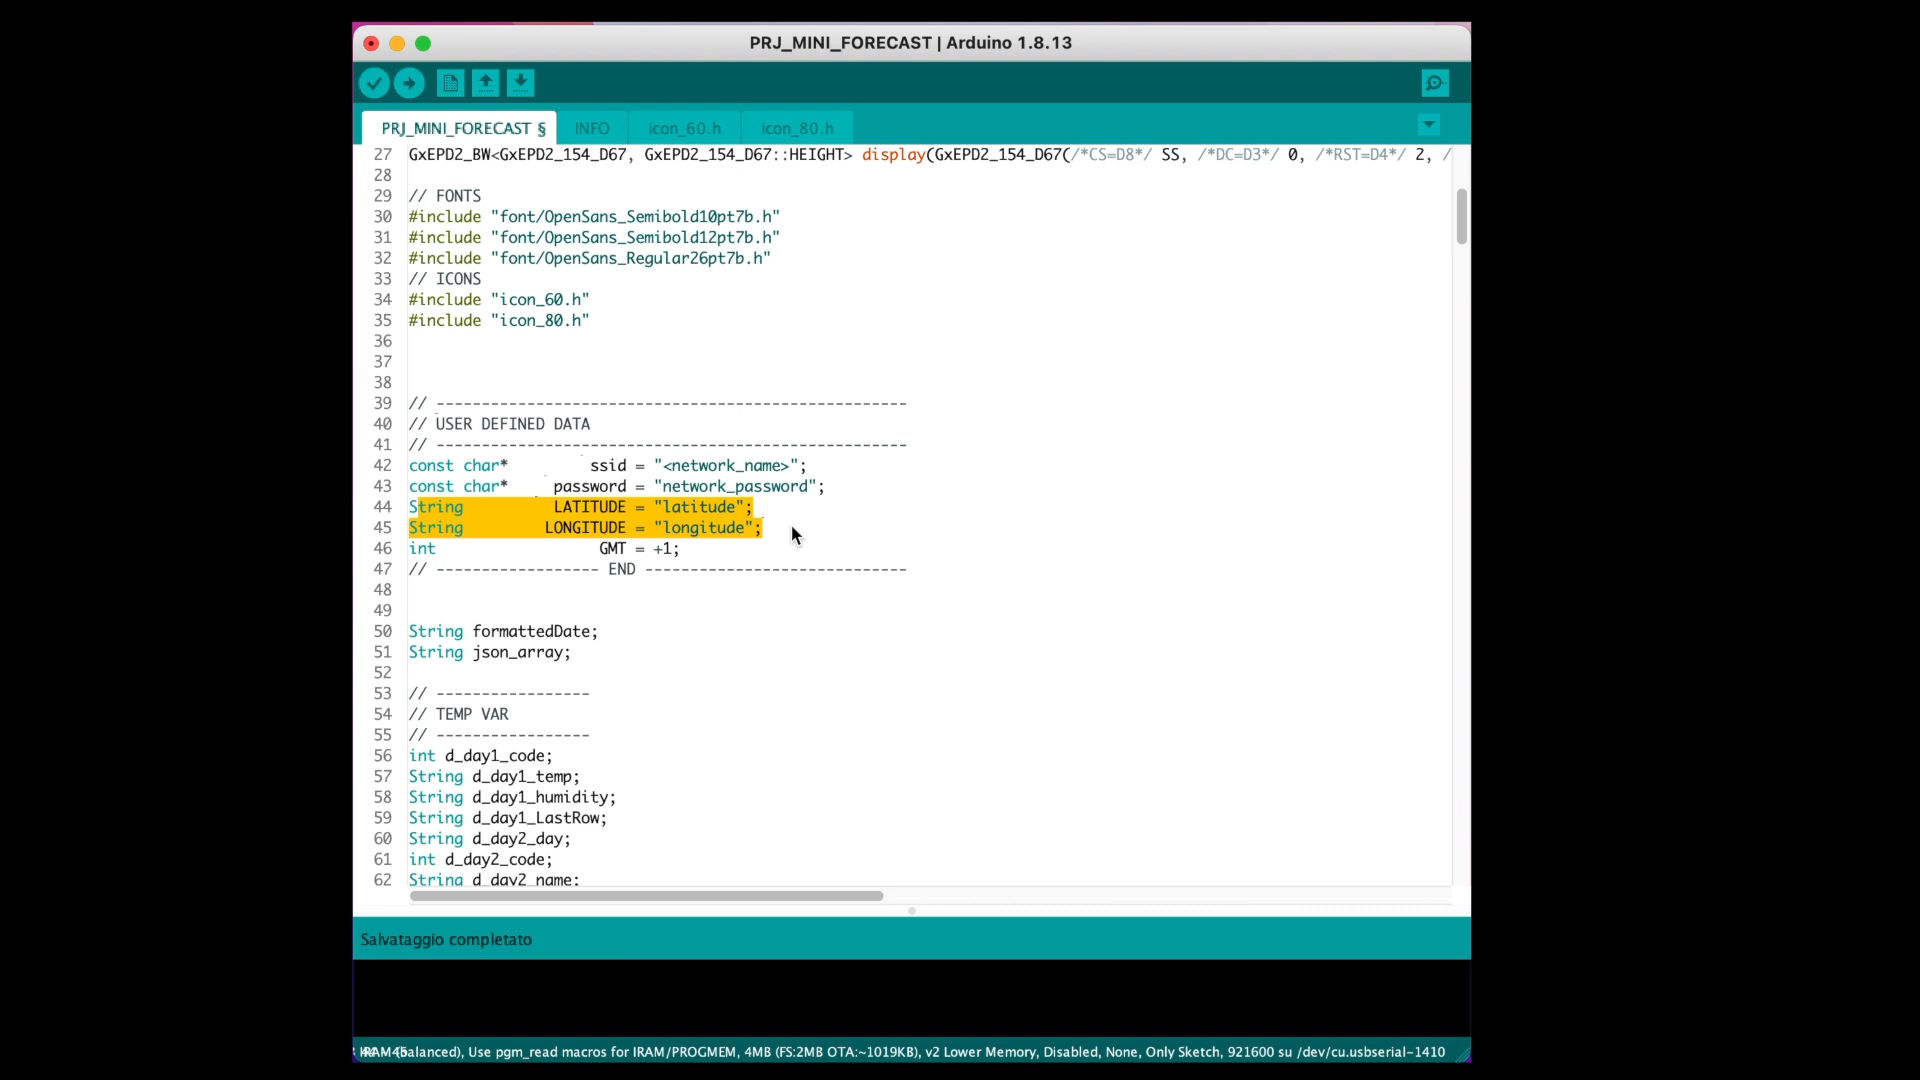 PRJ_MINI_FORECAST | Arduino 1.8.13
PRJ_MINI_FORECAST § INFO icon_60.h icon_80.h
27 GxEPD2_BW<GxEPD2_154_D67, GxEPD2_154_D67::HEIGHT> display(GxEPD2_154_D67(/*CS=D8*/ SS, /*DC=D3*/ 0, /*RST=D4*/ 2, /
28
29 // FONTS
30 #include "font/OpenSans_Semibold10pt7b.h"
31 #include "font/OpenSans_Semibold12pt7b.h"
32 #include "font/OpenSans_Regular26pt7b.h"
33 // ICONS
34 #include "icon_60.h"
35 #include "icon_80.h"
36
37
38
39 // ----------------------------------------------------
40 // USER DEFINED DATA
41 // ----------------------------------------------------
42 const char* ssid = "<network_name>";
43 const char* password = "network_password";
44 String LATITUDE = "latitude";
45 String LONGITUDE = "longitude";
46 int GMT = +1;
47 // ------------------ END -----------------------------
48
49
50 String formattedDate;
51 String json_array;
52
53 // -----------------
54 // TEMP VAR
55 // -----------------
56 int d_day1_code;
57 String d_day1_temp;
58 String d_day1_humidity;
59 String d_day1_LastRow;
60 String d_day2_day;
61 int d_day2_code;
62 String d_day2_name;
Salvataggio completato
(balanced), Use pgm_read macros for IRAM/PROGMEM, 4MB (FS:2MB OTA:~1019KB), v2 Lower Memory, Disabled, None, Only Sketch, 921600 su /dev/cu.usbserial-1410